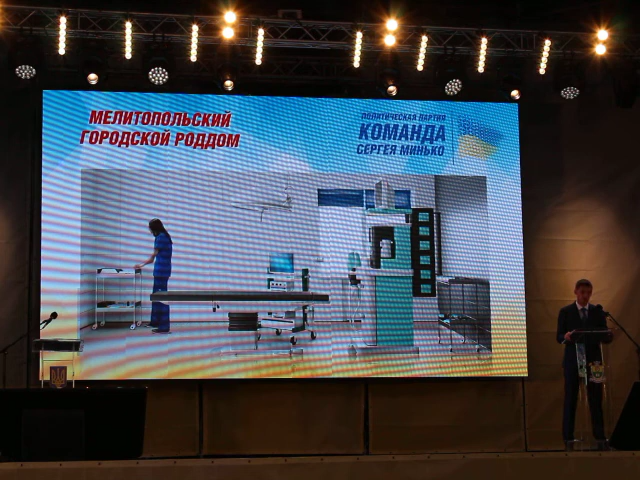 МЕЛИТОПОЛЬСКИЙ
ГОРОДСКОЙ РОДДОМ
ПОЛИТИЧЕСКАЯ ПАРТИЯ
КОМАНДА
СЕРГЕЯ МИНЬКО